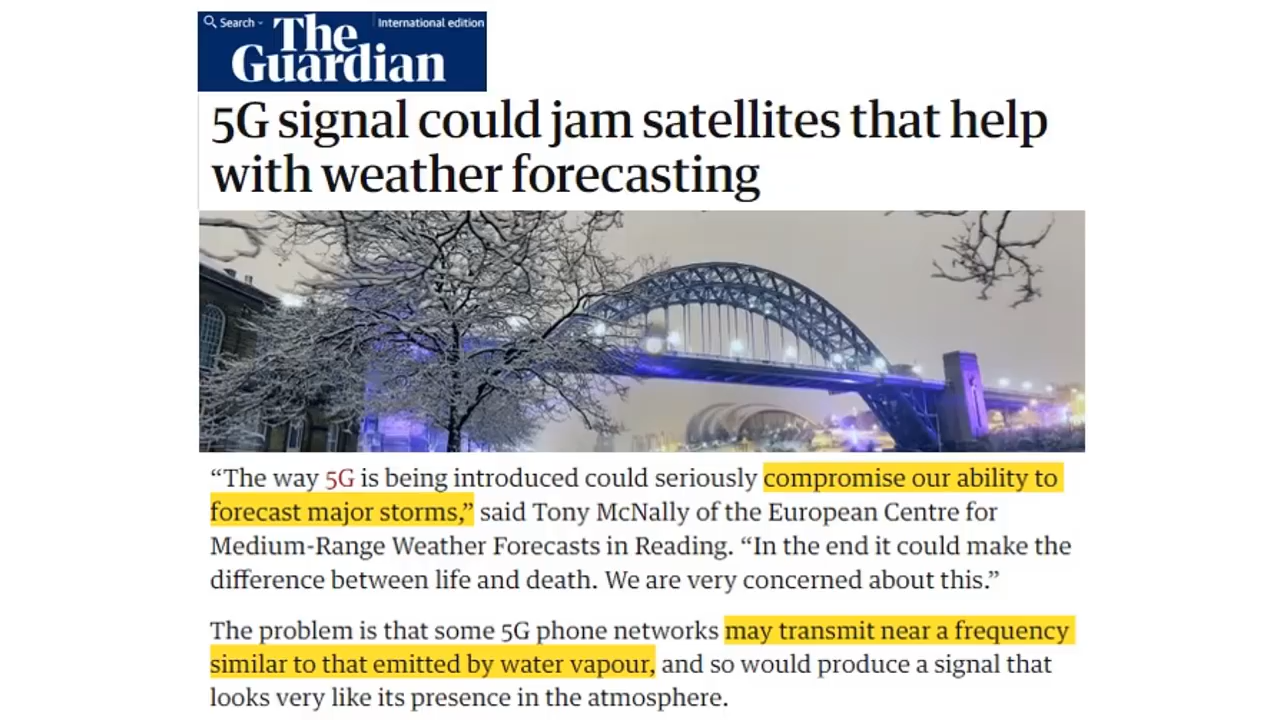 Search
International edition
The
Guardian
5G signal could jam satellites that help
with weather forecasting
“The way 5G is being introduced could seriously compromise our ability to
forecast major storms,” said Tony McNally of the European Centre for
Medium-Range Weather Forecasts in Reading. “In the end it could make the
difference between life and death. We are very concerned about this.”
The problem is that some 5G phone networks may transmit near a frequency
similar to that emitted by water vapour, and so would produce a signal that
looks very like its presence in the atmosphere.